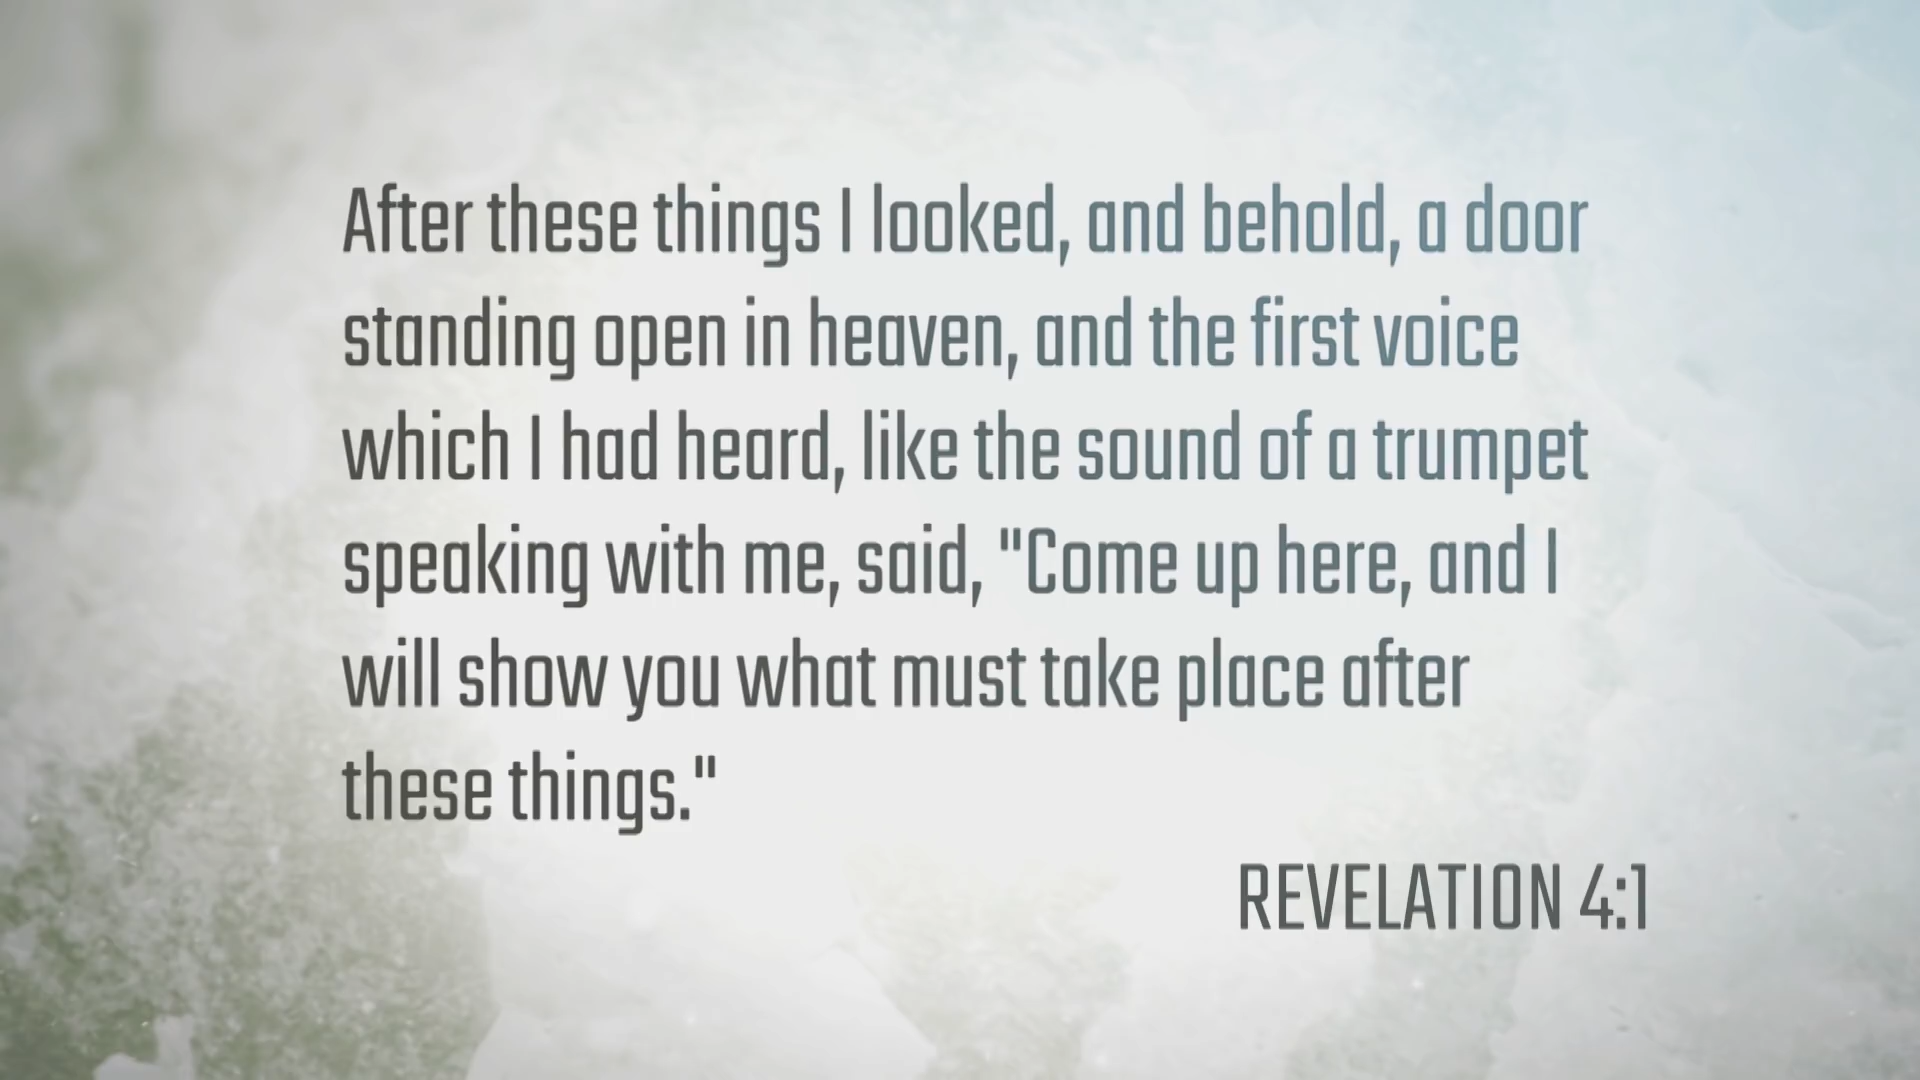 After these things I looked, and behold, a door
standing open in heaven, and the first voice
which I had heard, like the sound of a trumpet
speaking with me, said, "Come up here, and I
will show you what must take place after
these things."
REVELATION 4:1